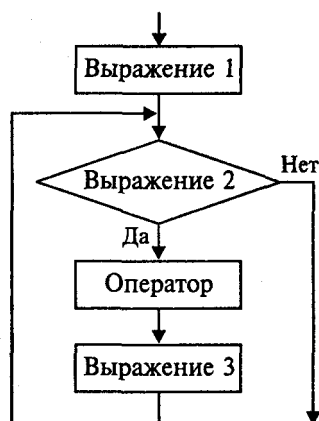 Выражение 1
Выражение 2
Нет
Да
Оператор
Выражение 3